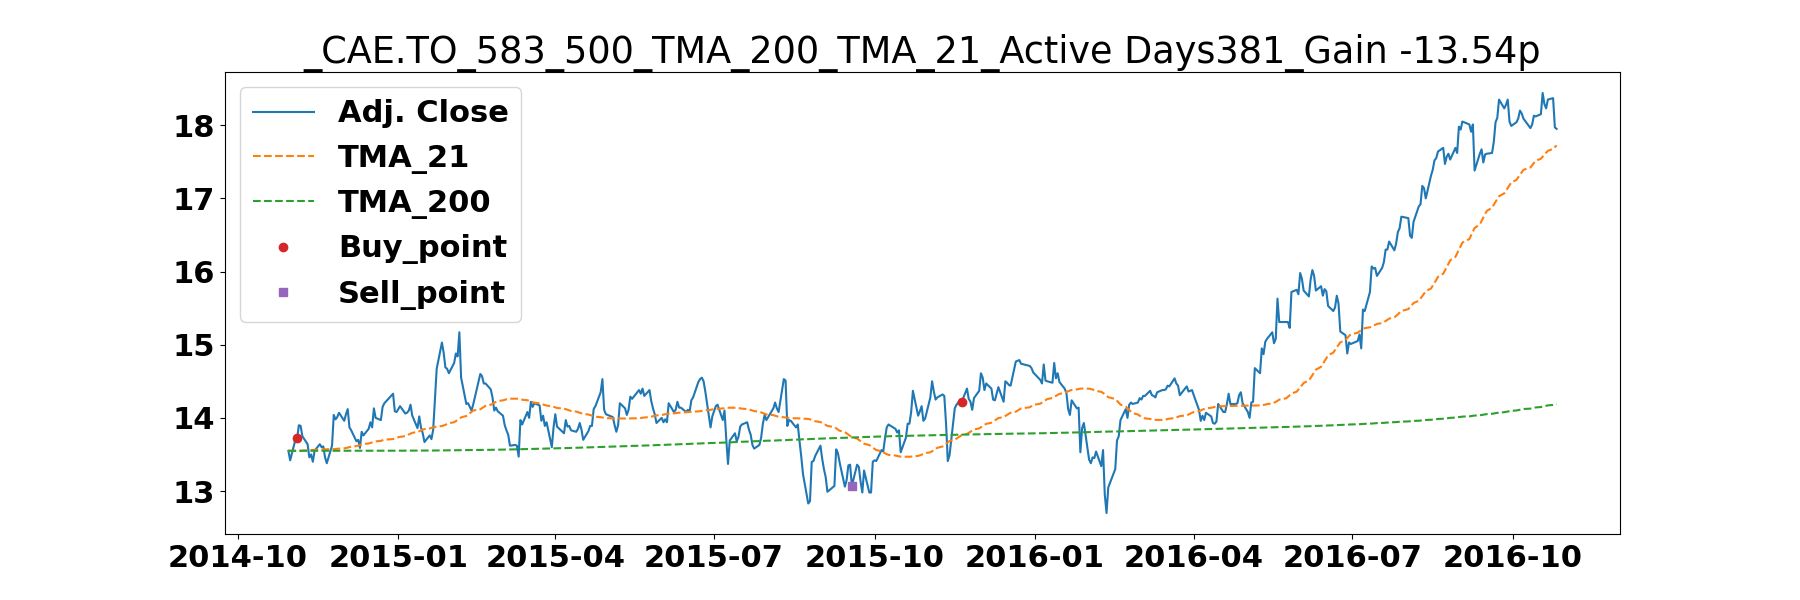 _CAE.TO_583_500_TMA_200_TMA_21_Active Days381_Gain -13.54p
Adj. Close
TMA_21
TMA_200
Buy_point
Sell_point
18
17
16
15
14
13
2014-10 2015-01 2015-04 2015-07 2015-10 2016-01 2016-04 2016-07 2016-10